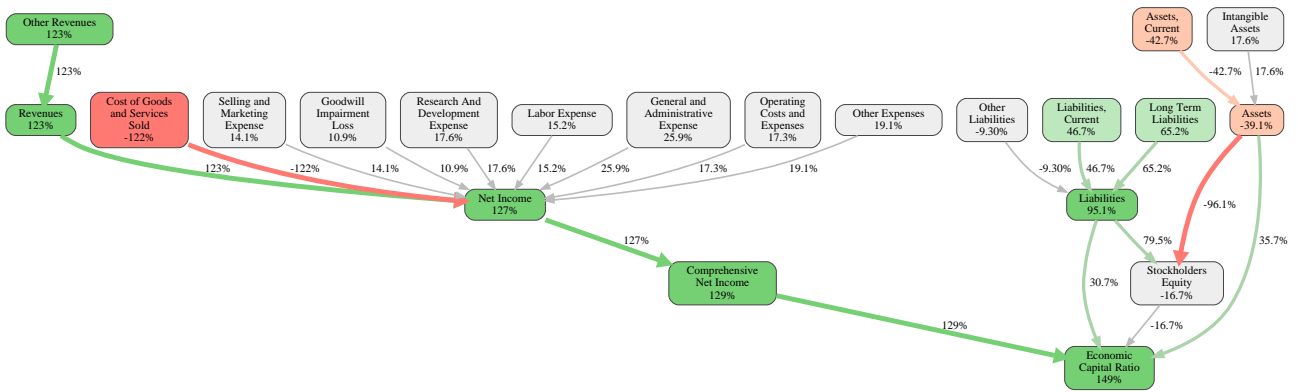 Other Revenues
123%
Assets,
Current
-42.7%
Intangible
Assets
17.6%
123%
-42.7%
17.6%
Revenues
123%
Cost of Goods
and Services
Sold
-122%
Selling and
Marketing
Expense
14.1%
Goodwill
Impairment
Loss
10.9%
Research And
Development
Expense
17.6%
Labor Expense
15.2%
General and
Administrative
Expense
25.9%
Operating
Costs and
Expenses
17.3%
Other Expenses
19.1%
Other
Liabilities
-9.30%
Liabilities,
Current
46.7%
Long Term
Liabilities
65.2%
Assets
-39.1%
123%
-122%
14.1%
10.9%
17.6%
15.2%
25.9%
17.3%
19.1%
-9.30%
46.7%
65.2%
Net Income
127%
Liabilities
95.1%
-96.1%
127%
79.5%
35.7%
Comprehensive
Net Income
129%
30.7%
Stockholders
Equity
-16.7%
129%
-16.7%
Economic
Capital Ratio
149%